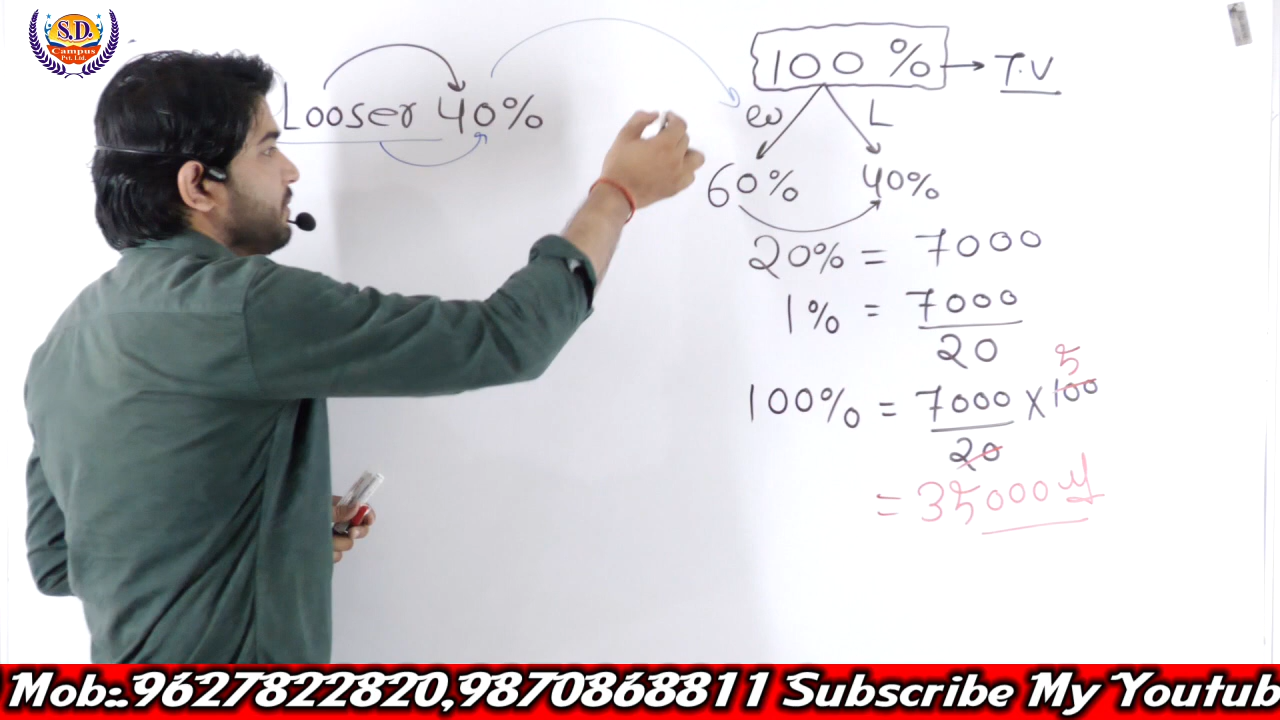 S.D.
Campus
Pvt. Ltd.
Looser 40%
100% → T.V
W L
60% 40%
20% = 7000
1% = 7000
20
5
100% = 7000 × 100
20
= 35000
Mob:.9627822820,9870868811 Subscribe My Youtub